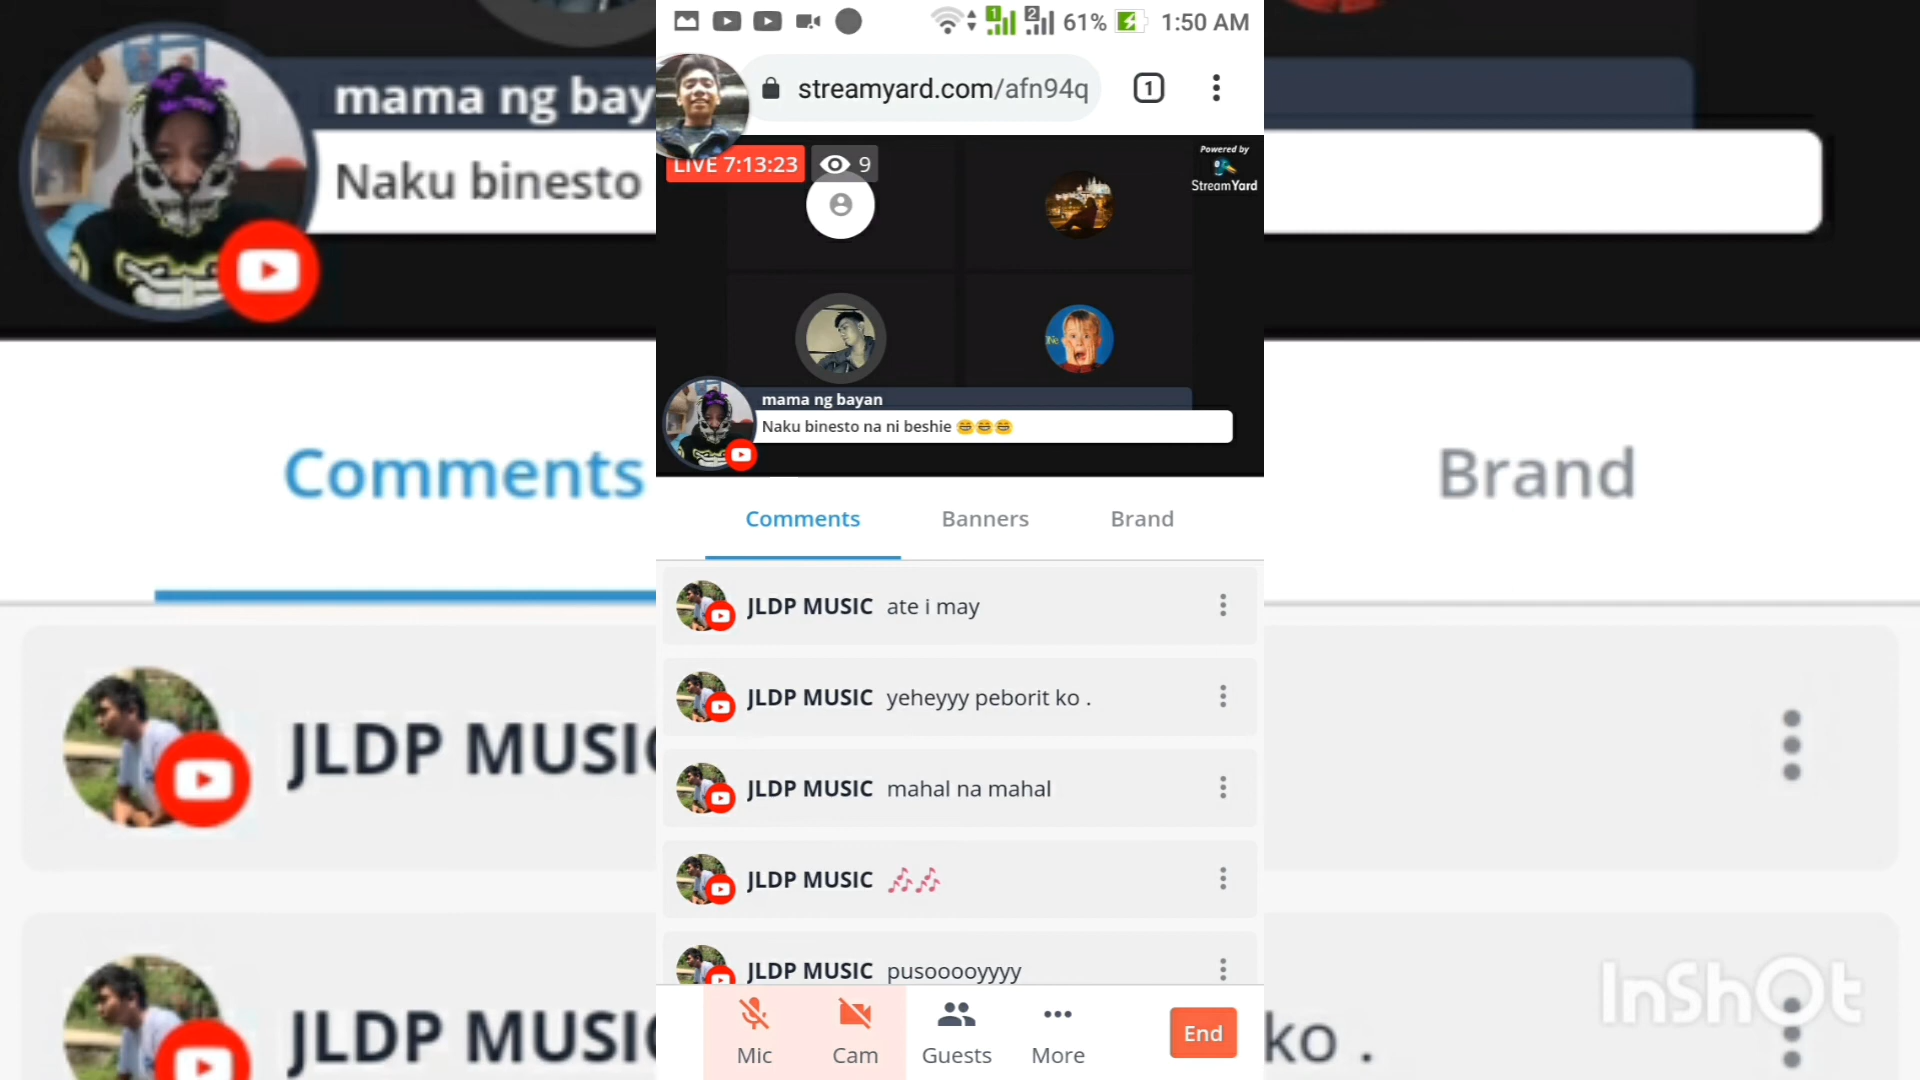 61% 1:50 AM
streamyard.com/afn94q
1
LIVE 7:13:23 9
Powered by
StreamYard
mama ng bayan
Naku binesto na ni beshie 😂😂😂
Comments Banners Brand
JLDP MUSIC ate i may
JLDP MUSIC yeheyyy peborit ko .
JLDP MUSIC mahal na mahal
JLDP MUSIC 🎶🎶
JLDP MUSIC pusooooyyyy
Mic Cam Guests More End
mama ng bay
Naku binesto
Comments
Brand
JLDP MUSIC
JLDP MUSIC
ko .
InShOt